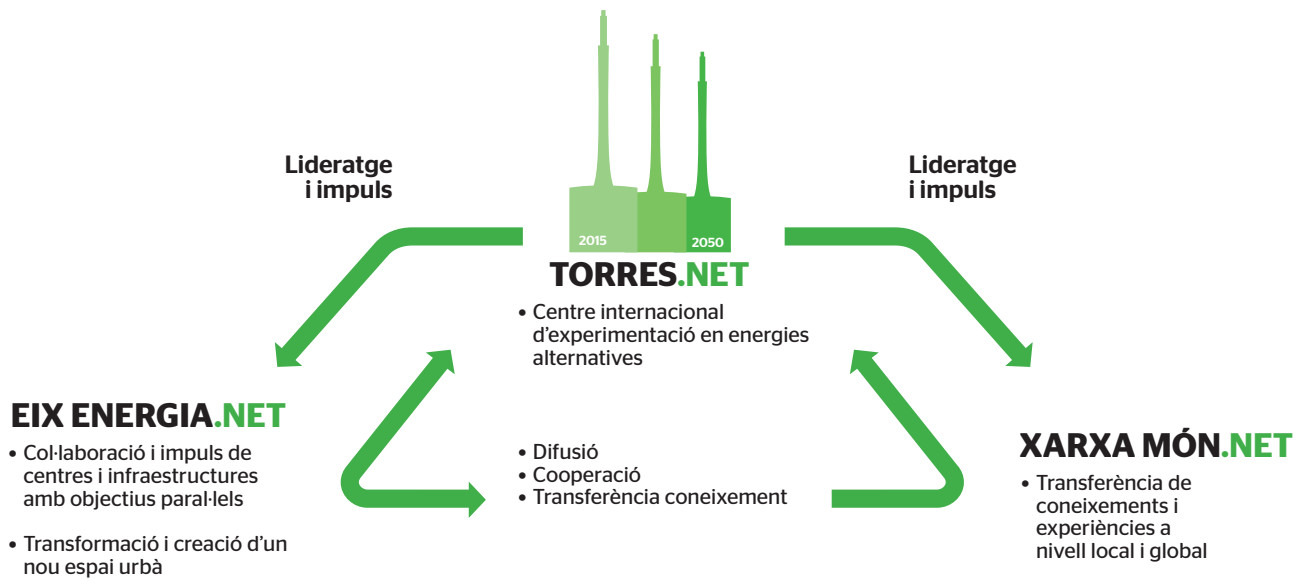 Lideratge
i impuls
Lideratge
i impuls
2015
2050
TORRES.NET
• Centre internacional
d’experimentació en energies
alternatives
EIX ENERGIA.NET
• Col·laboració i impuls de
centres i infraestructures
amb objectius paral·lels
• Transformació i creació d’un
nou espai urbà
• Difusió
• Cooperació
• Transferència coneixement
XARXA MÓN.NET
• Transferència de
coneixements i
experiències a
nivell local i global